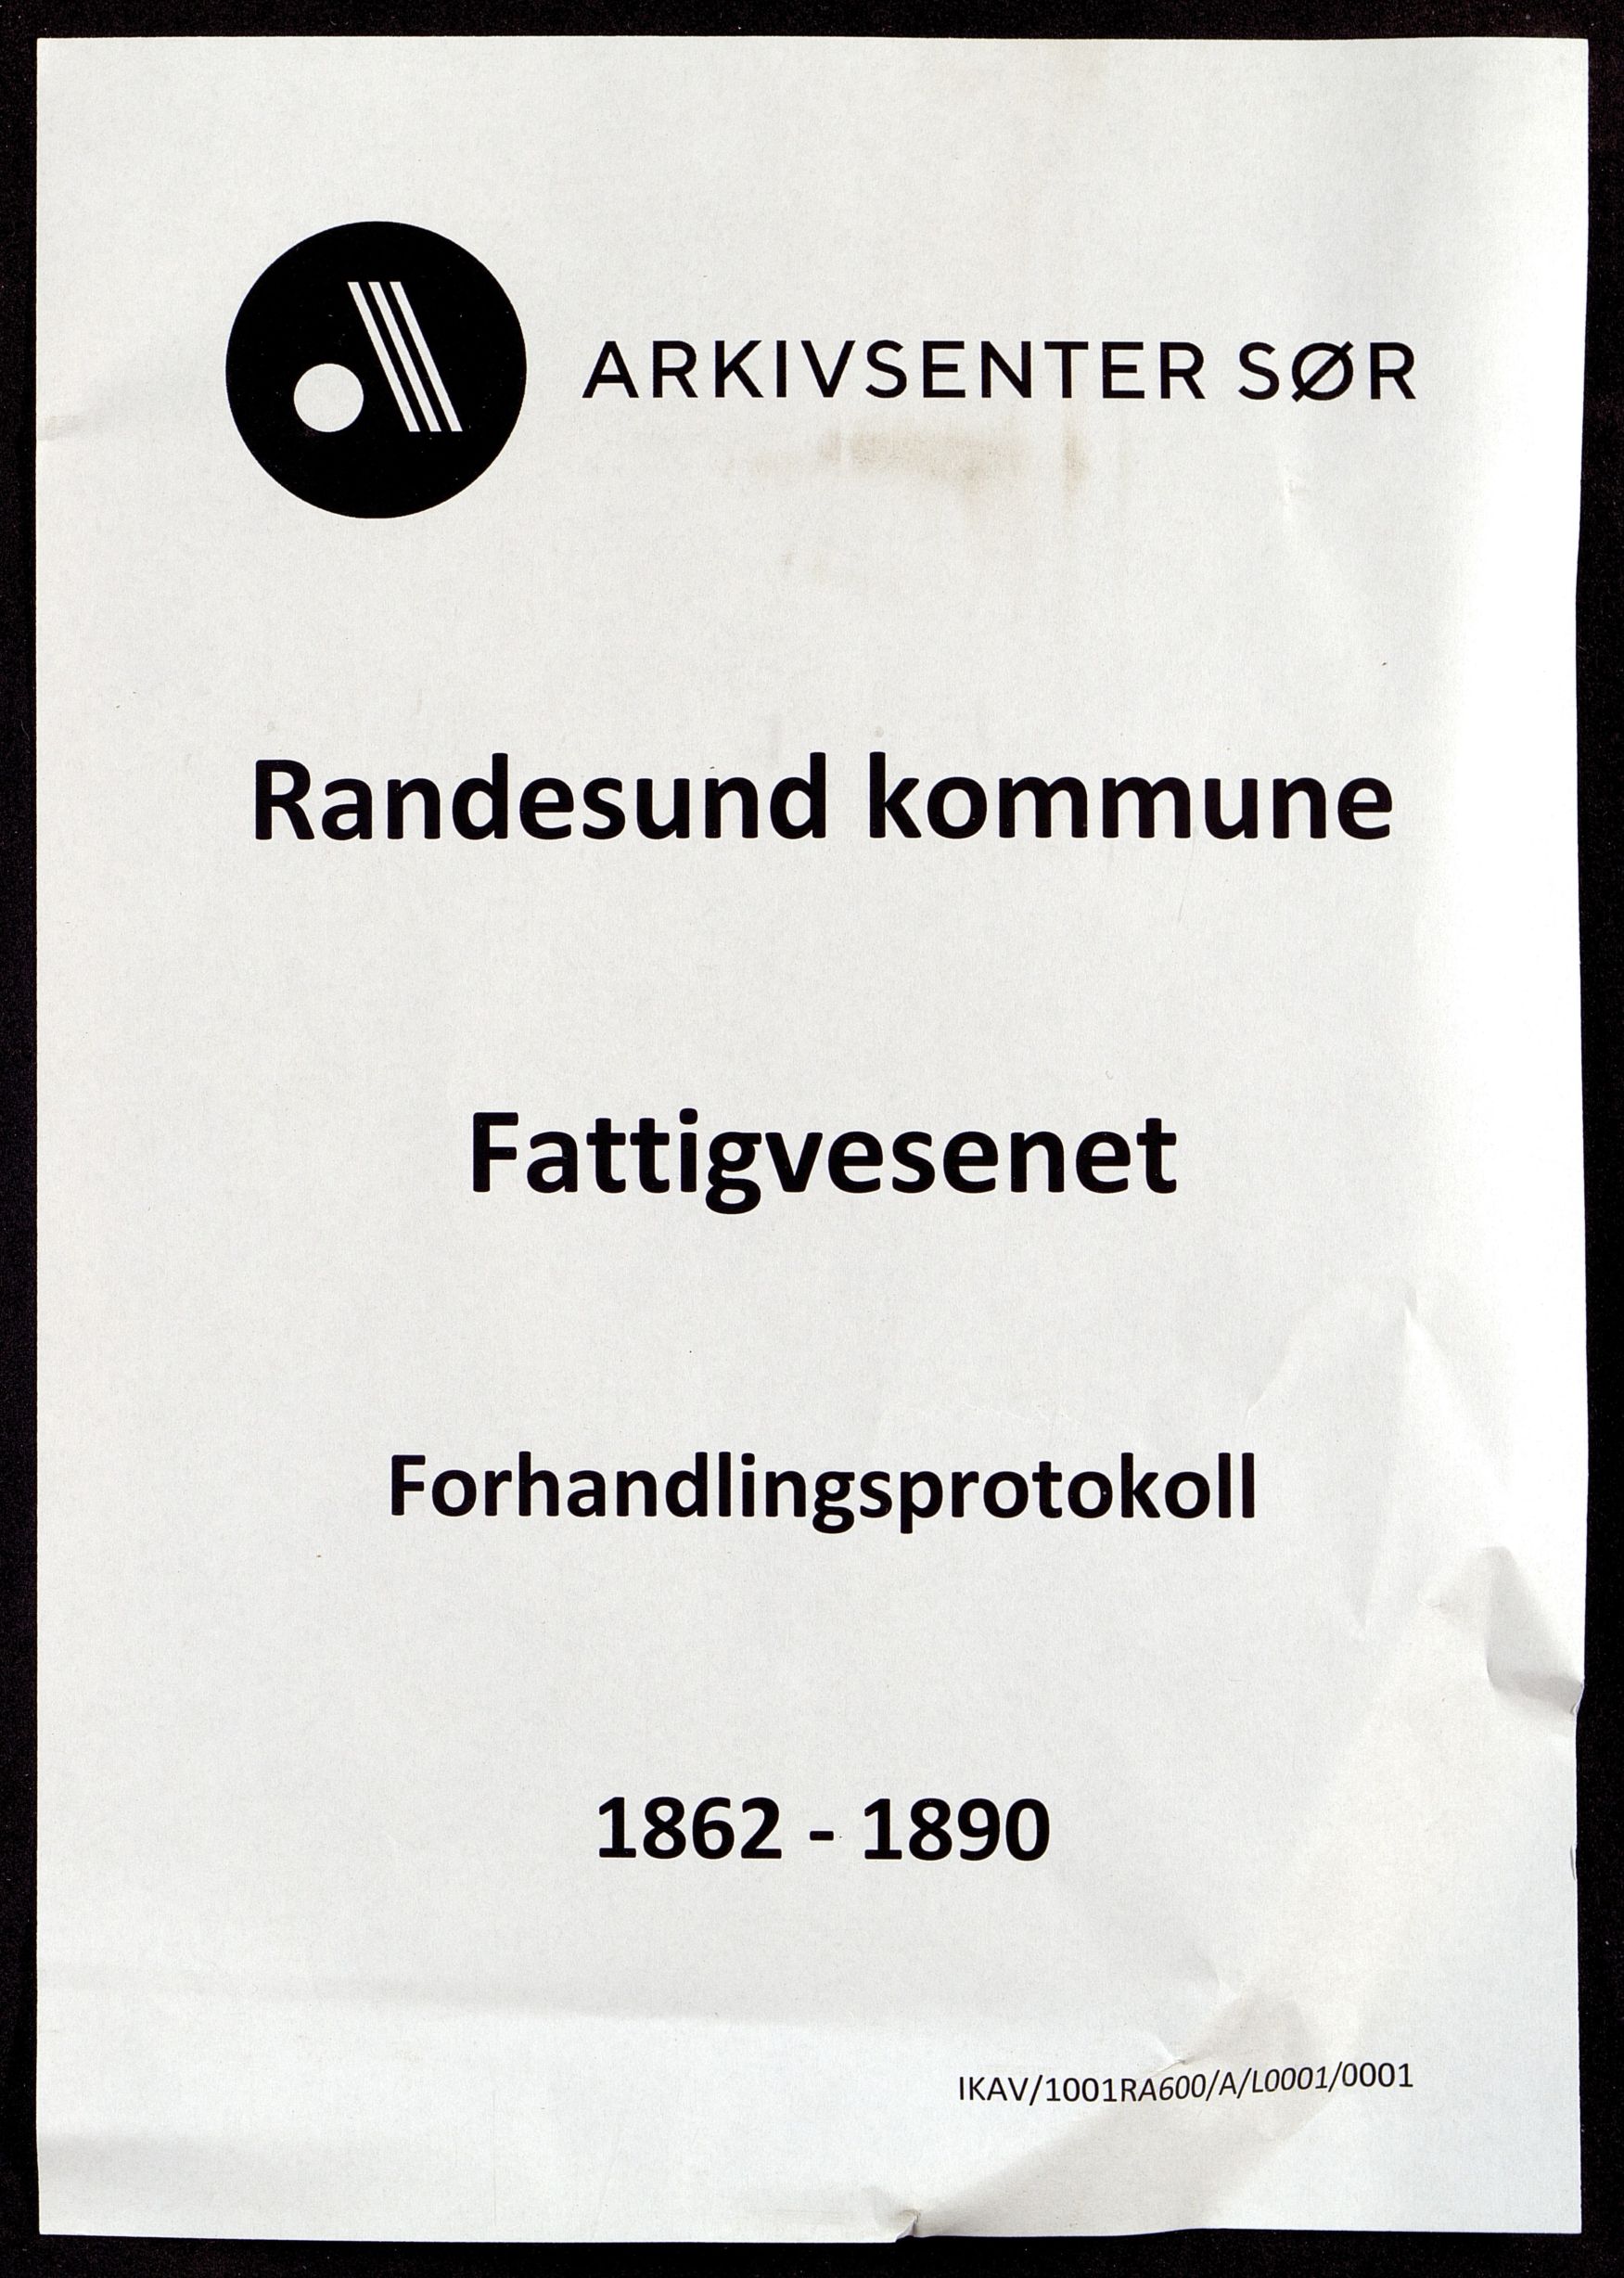 ARKIVSENTER SØR
Randesund kommune
Fattigvesenet
Forhandlingsprotokoll
1862 - 1890
IKAV/1001RA600/A/L0001/0001